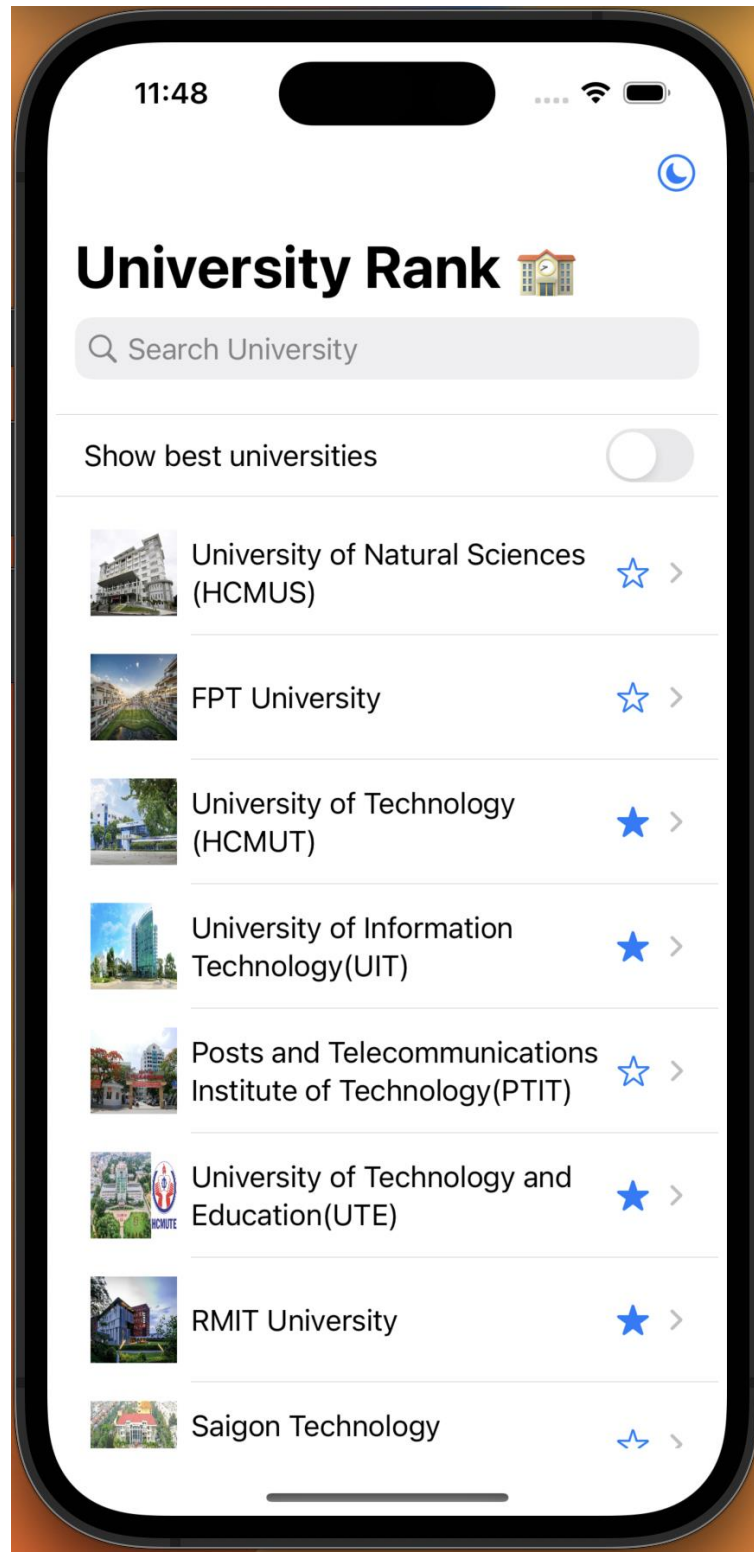 11:48
University Rank
Search University
Show best universities
University of Natural Sciences
(HCMUS)
FPT University
University of Technology
(HCMUT)
University of Information
Technology(UIT)
Posts and Telecommunications
Institute of Technology(PTIT)
University of Technology and
Education(UTE)
HCMUTE
RMIT University
Saigon Technology